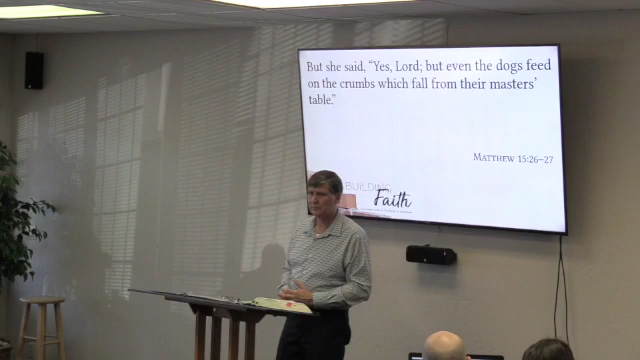 But she said, “Yes, Lord; but even the dogs feed
on the crumbs which fall from their masters’
table.”
Matthew 15:26–27
BUILDING
Faith